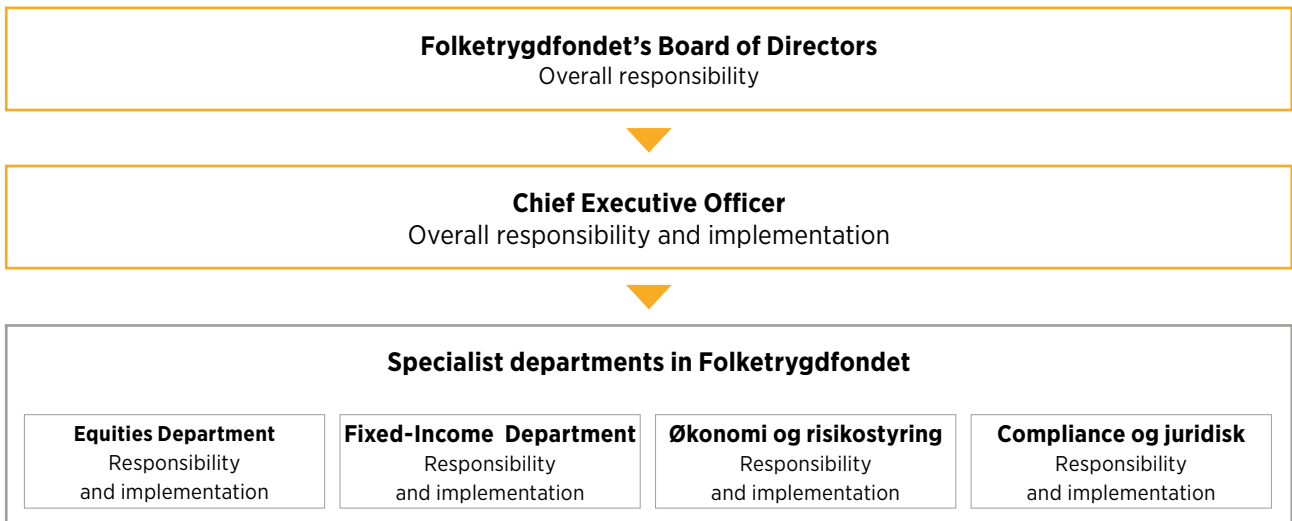 Folketrygdfondet’s Board of Directors
Overall responsibility
Chief Executive Officer
Overall responsibility and implementation
Specialist departments in Folketrygdfondet
Equities Department
Responsibility
and implementation
Fixed-Income Department
Responsibility
and implementation
Økonomi og risikostyring
Responsibility
and implementation
Compliance og juridisk
Responsibility
and implementation